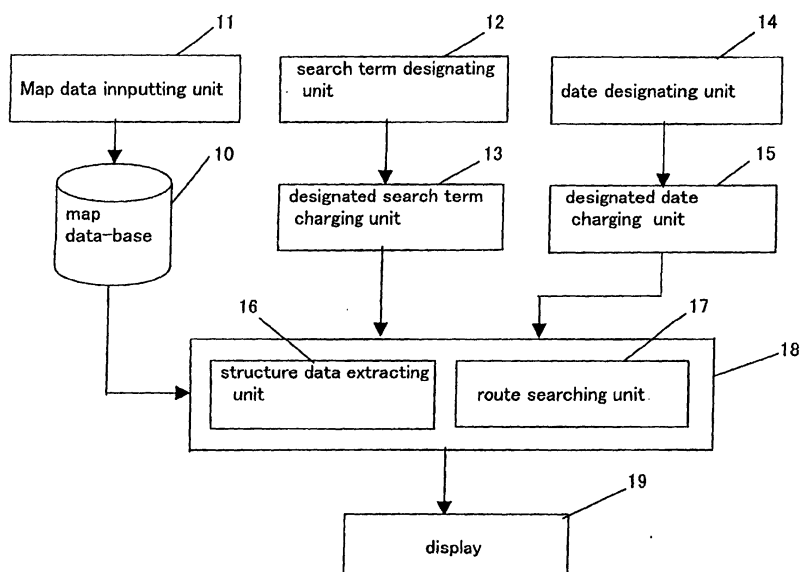 11
12
14
Map data innputting unit
search term designating
unit
date designating unit
10
13
15
map
data-base
designated search term
charging unit
designated date
charging unit
16
17
18
structure data extracting
unit
route searching unit
19
display